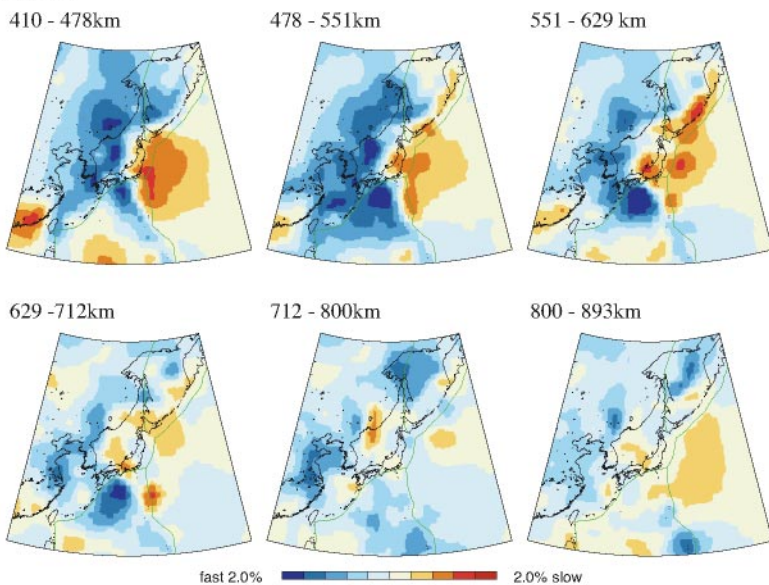 410 - 478km
478 - 551km
551 - 629 km
629 -712km
712 - 800km
800 - 893km
fast 2.0%
2.0% slow